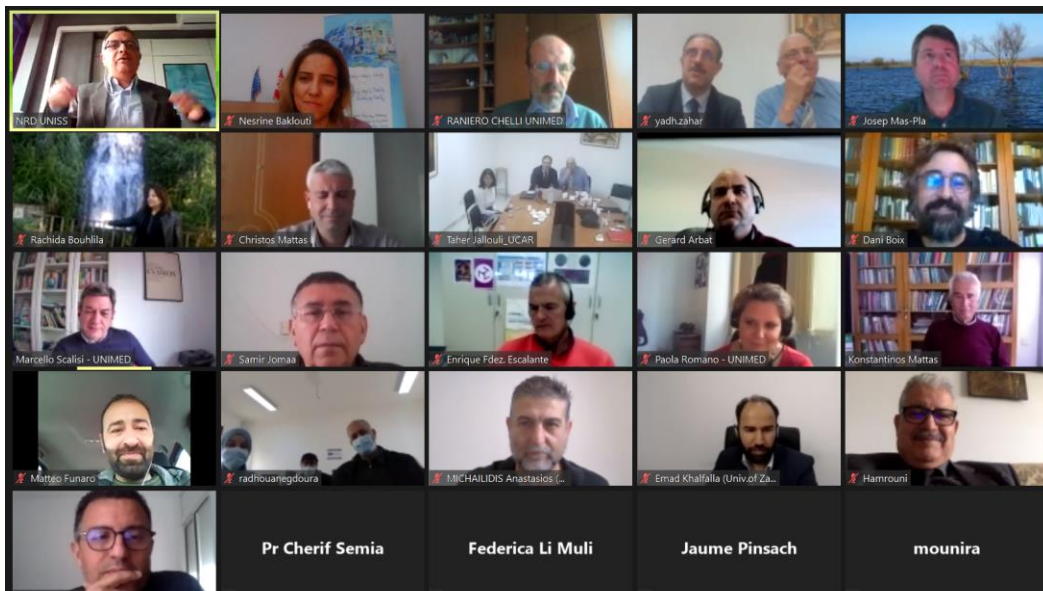 NRD UNISS
Nesrine Baklouti
RANIERO CHELLI UNIMED
yadh.zahar
Josep Mas-Pla
Rachida Bouhlila
Christos Mattas
Taher Jallouli_UCAR
Gerard Arbat
Dani Boix
Marcello Scalisi - UNIMED
Samir Jomaa
Enrique Fdez. Escalante
Paola Romano - UNIMED
Konstantinos Mattas
Matteo Funaro
radhouanegdoura
MICHAILIDIS Anastasios (...
Emad Khalfalla (Univ.of Za...
Hamrouni
Pr Cherif Semia
Federica Li Muli
Jaume Pinsach
mounira